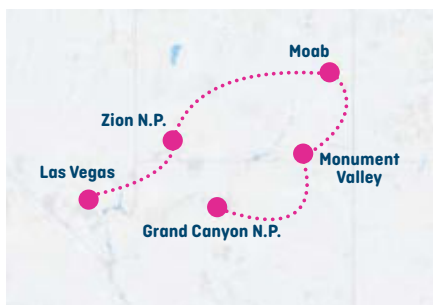 Moab
Zion N.P.
Las Vegas
Monument
Valley
Grand Canyon N.P.